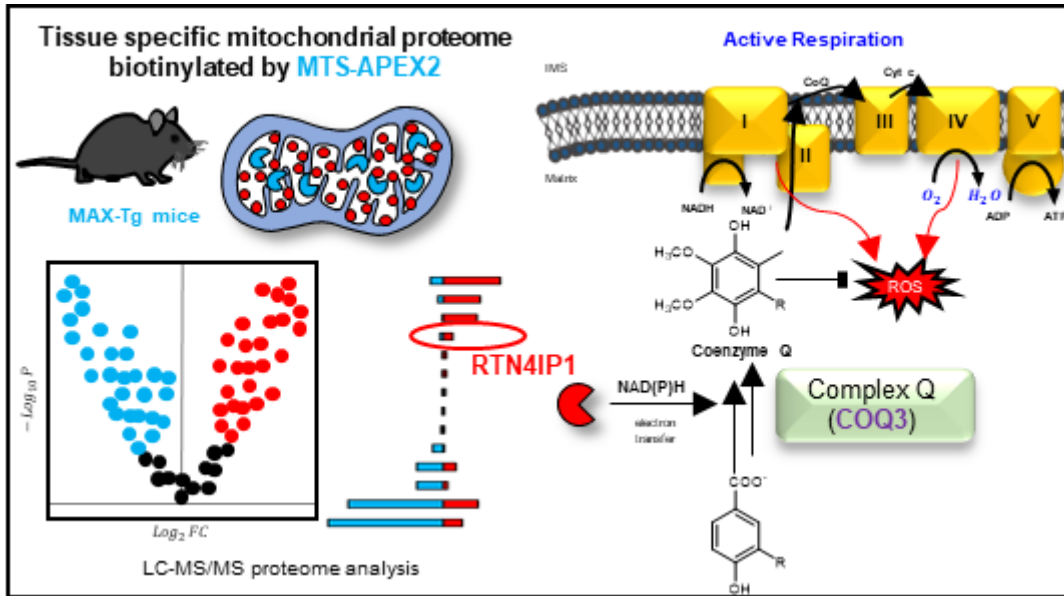 Tissue specific mitochondrial proteome
biotinylated by MTS-APEX2
MAX-Tg mice
−Log₁₀ P
Log₂ FC
LC-MS/MS proteome analysis
RTN4IP1
Active Respiration
IMS
CoQ
Cyt c
I
II
III
IV
V
Matrix
NADH
NAD⁺
O₂
H₂O
ADP
ATP
OH
H₃CO
H₃CO
R
OH
ROS
Coenzyme Q
NAD(P)H
electron
transfer
Complex Q
(COQ3)
COO⁻
R
OH